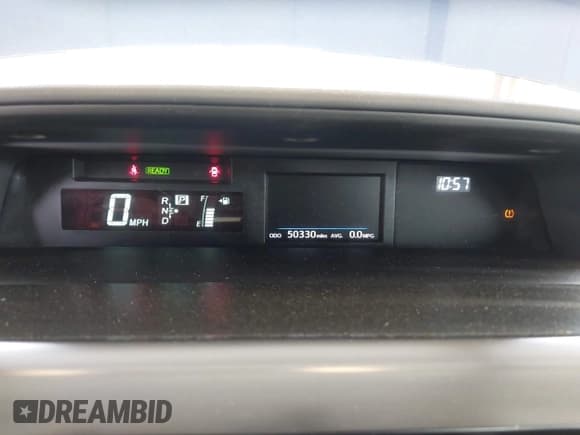 READY
10:57
0 MPH
R P
N
D
F
E
ODO 50330 miles AVG. 0.0 MPG
DREAMBID